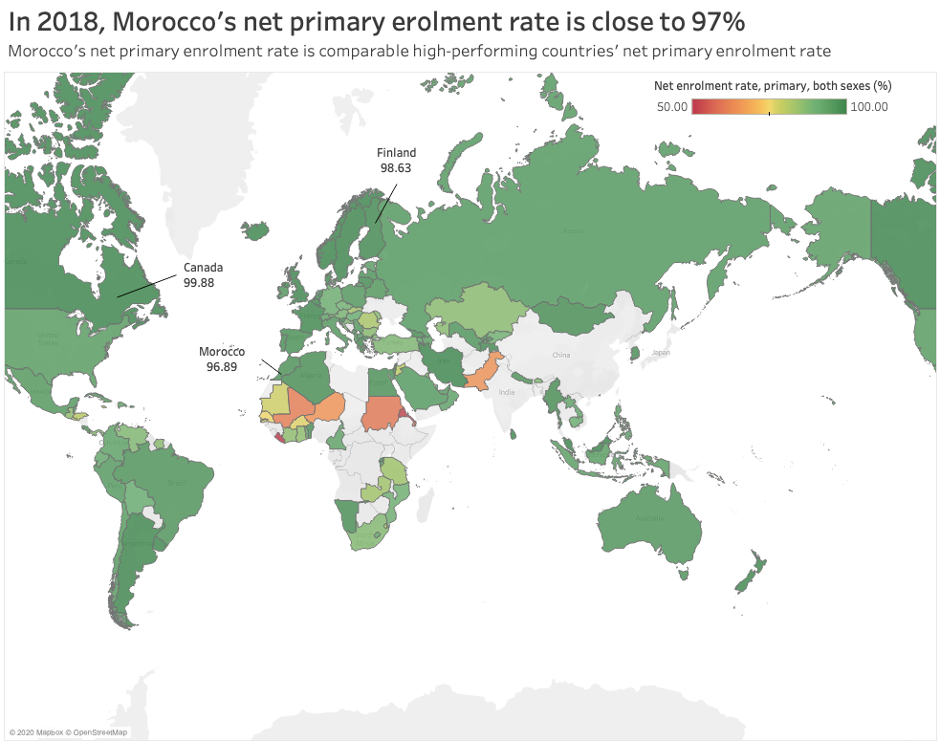 In 2018, Morocco's net primary erolment rate is close to 97%
Morocco's net primary enrolment rate is comparable high-performing countries' net primary enrolment rate
Net enrolment rate, primary, both sexes (%)
50.00
100.00
Finland
98.63
Canada
99.88
Morocco
96.89
China
Japan
India
Russia
United
States
Brazil
Australia
Algeria
© 2020 Mapbox © OpenStreetMap